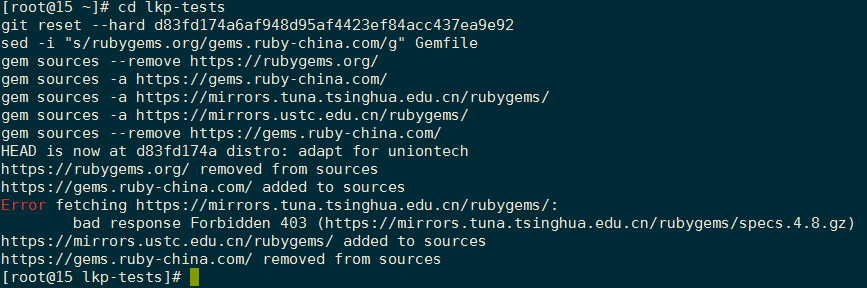 [root@15 ~]# cd lkp-tests
git reset --hard d83fd174a6af948d95af4423ef84acc437ea9e92
sed -i "s/rubygems.org/gems.ruby-china.com/g" Gemfile
gem sources --remove https://rubygems.org/
gem sources -a https://gems.ruby-china.com/
gem sources -a https://mirrors.tuna.tsinghua.edu.cn/rubygems/
gem sources -a https://mirrors.ustc.edu.cn/rubygems/
gem sources --remove https://gems.ruby-china.com/
HEAD is now at d83fd174a distro: adapt for uniontech
https://rubygems.org/ removed from sources
https://gems.ruby-china.com/ added to sources
Error fetching https://mirrors.tuna.tsinghua.edu.cn/rubygems/:
        bad response Forbidden 403 (https://mirrors.tuna.tsinghua.edu.cn/rubygems/specs.4.8.gz)
https://mirrors.ustc.edu.cn/rubygems/ added to sources
https://gems.ruby-china.com/ removed from sources
[root@15 lkp-tests]#